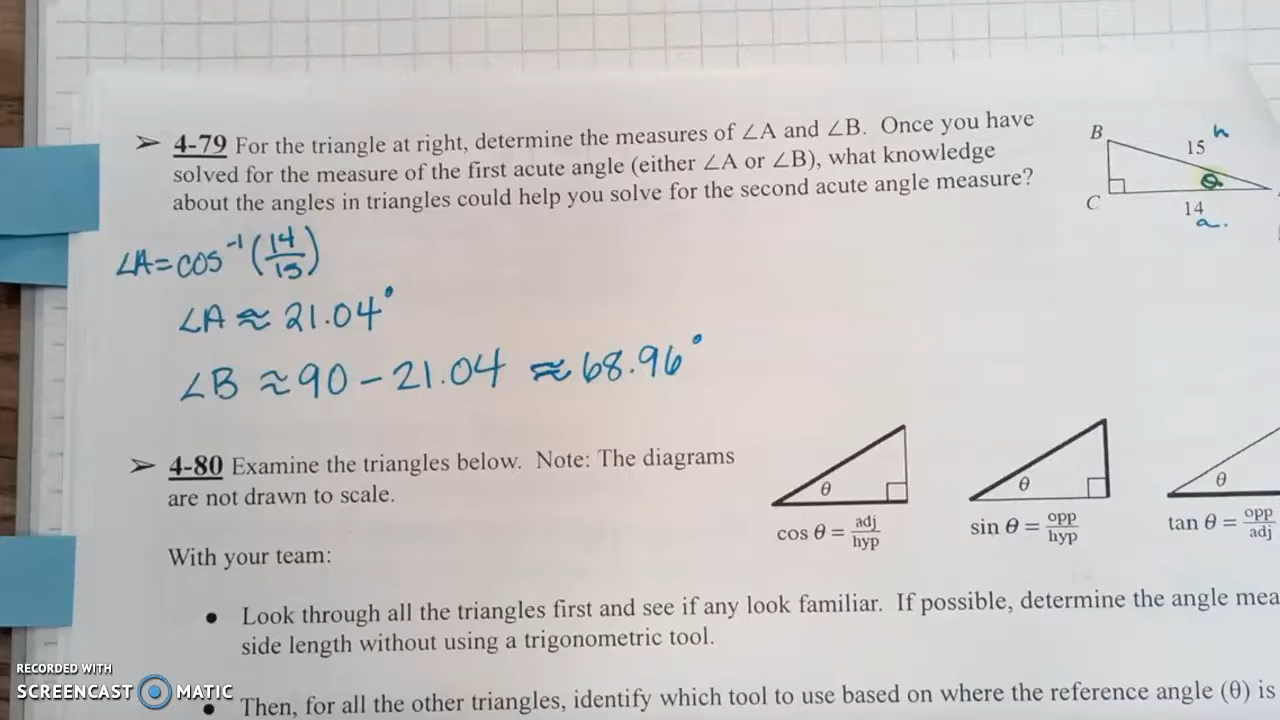 ➢ 4-79 For the triangle at right, determine the measures of ∠A and ∠B. Once you have
solved for the measure of the first acute angle (either ∠A or ∠B), what knowledge
about the angles in triangles could help you solve for the second acute angle measure?
B
15 h
θ
C
14
a.
∠A = cos⁻¹(14/15)
∠A ≈ 21.04°
∠B ≈ 90 - 21.04 ≈ 68.96°
➢ 4-80 Examine the triangles below. Note: The diagrams
are not drawn to scale.
θ
cos θ = adj/hyp
θ
sin θ = opp/hyp
θ
tan θ = opp/adj
With your team:
• Look through all the triangles first and see if any look familiar. If possible, determine the angle mea
side length without using a trigonometric tool.
• Then, for all the other triangles, identify which tool to use based on where the reference angle (θ) is
RECORDED WITH
SCREENCAST MATIC